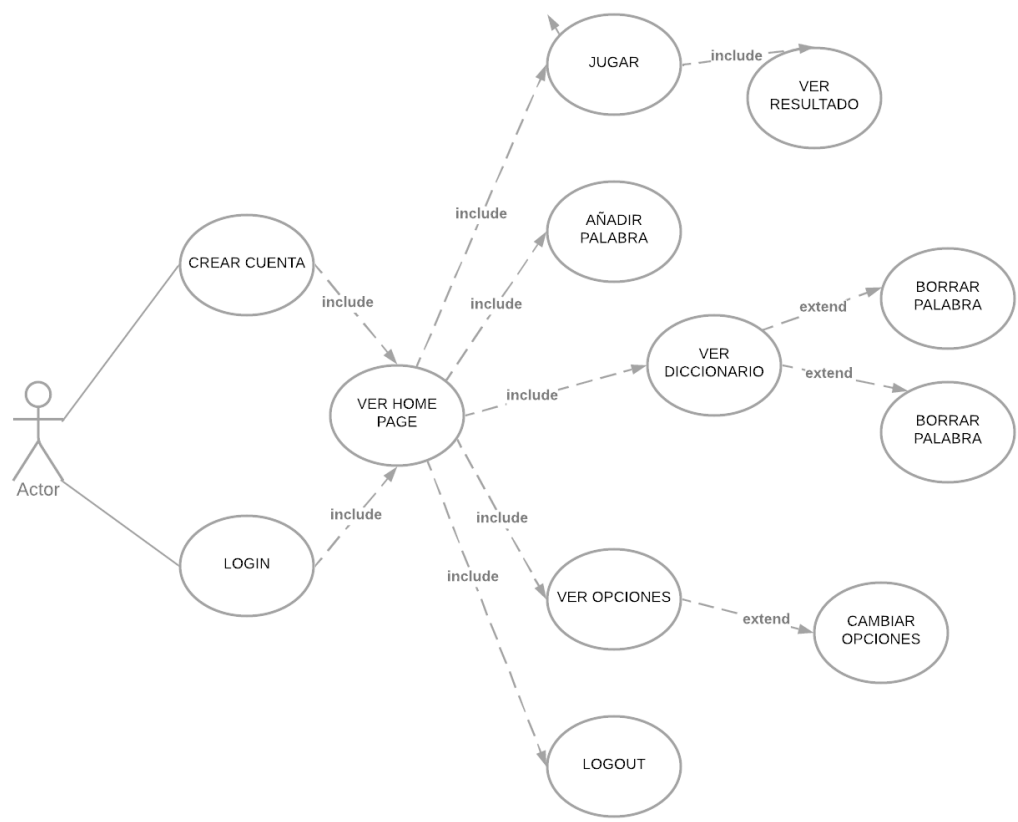 JUGAR
include
VER
RESULTADO
include
AÑADIR
PALABRA
CREAR CUENTA
include
include
BORRAR
PALABRA
extend
VER
DICCIONARIO
extend
include
VER HOME
PAGE
BORRAR
PALABRA
Actor
include
include
LOGIN
include
VER OPCIONES
extend
CAMBIAR
OPCIONES
LOGOUT